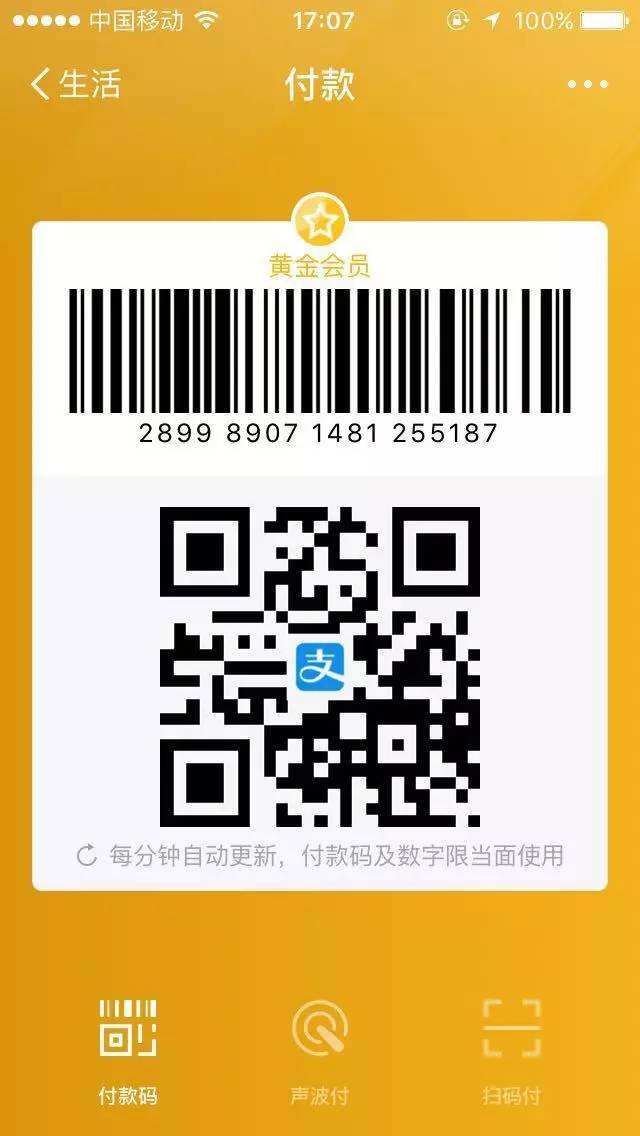 中国移动 17:07 100%
生活 付款
黄金会员
2899 8907 1481 255187
支
每分钟自动更新，付款码及数字限当面使用
付款码 声波付 扫码付